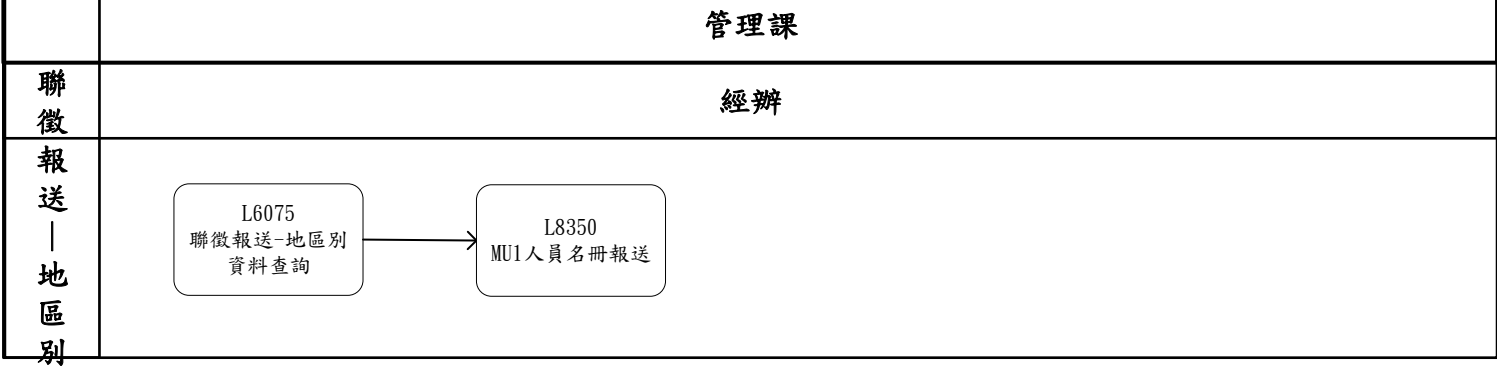 管理課
經辦
聯徵報送—地區別
L6075
聯徵報送-地區別
資料查詢
L8350
MU1人員名冊報送